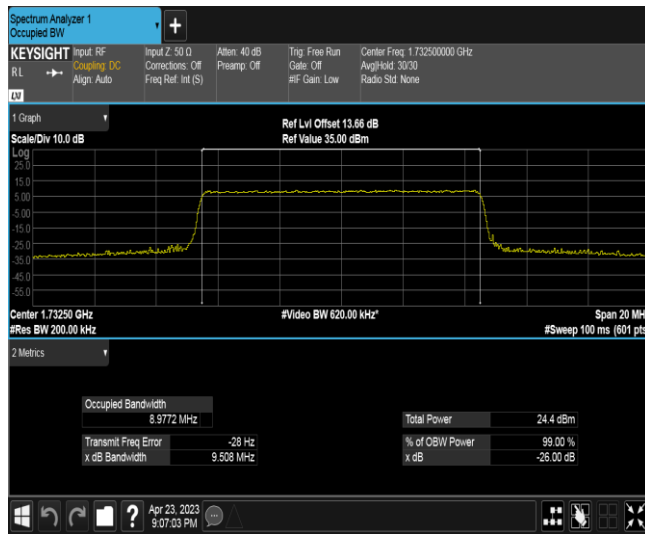 Spectrum Analyzer 1
Occupied BW
+
KEYSIGHT
RL
LXI
Input: RF
Coupling: DC
Align: Auto
Input Z: 50 Ω
Corrections: Off
Freq Ref: Int (S)
Atten: 40 dB
Preamp: Off
Trig: Free Run
Gate: Off
#IF Gain: Low
Center Freq: 1.732500000 GHz
Avg|Hold: 30/30
Radio Std: None
1 Graph
Scale/Div 10.0 dB
Ref Lvl Offset 13.66 dB
Ref Value 35.00 dBm
Log
25.0
15.0
5.00
-5.00
-15.0
-25.0
-35.0
-45.0
-55.0
Center 1.73250 GHz
#Res BW 200.00 kHz
#Video BW 620.00 kHz*
Span 20 MH
#Sweep 100 ms (601 pts
2 Metrics
Occupied Bandwidth
8.9772 MHz
Transmit Freq Error -28 Hz
x dB Bandwidth 9.508 MHz
Total Power 24.4 dBm
% of OBW Power 99.00 %
x dB -26.00 dB
?
Apr 23, 2023
9:07:03 PM